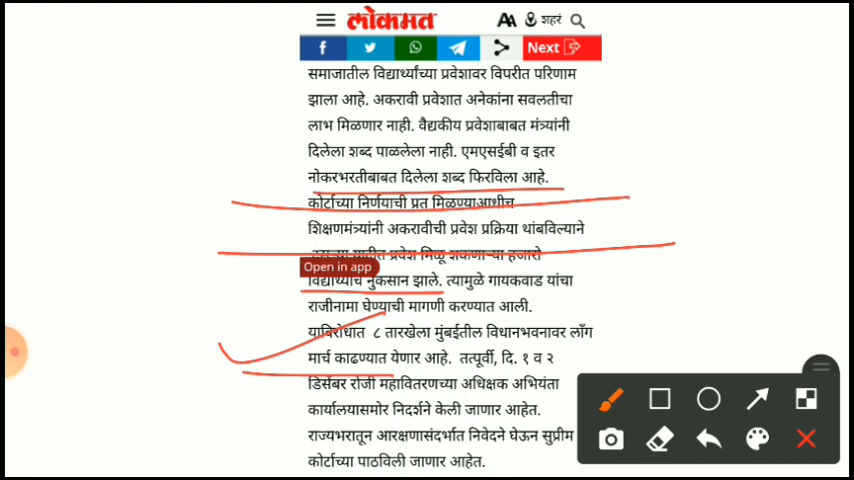 लोकमत
AA शहरं
Next
समाजातील विद्यार्थ्यांच्या प्रवेशावर विपरीत परिणाम
झाला आहे. अकरावी प्रवेशात अनेकांना सवलतीचा
लाभ मिळणार नाही. वैद्यकीय प्रवेशाबाबत मंत्र्यांनी
दिलेला शब्द पाळलेला नाही. एमएसईबी व इतर
नोकरभरतीबाबत दिलेला शब्द फिरविला आहे.
कोर्टाच्या निर्णयाची प्रत मिळण्याआधीच
शिक्षणमंत्र्यांनी अकरावीची प्रवेश प्रक्रिया थांबविल्याने
प्रवेश मिळू शकणाऱ्या हजारो
Open in app
विद्यार्थ्यांचे नुकसान झाले. त्यामुळे गायकवाड यांचा
राजीनामा घेण्याची मागणी करण्यात आली.
याविरोधात ८ तारखेला मुंबईतील विधानभवनावर लाँग
मार्च काढण्यात येणार आहे. तत्पूर्वी, दि. १ व २
डिसेंबर रोजी महावितरणच्या अधिक्षक अभियंता
कार्यालयासमोर निदर्शने केली जाणार आहेत.
राज्यभरातून आरक्षणासंदर्भात निवेदने घेऊन सुप्रीम
कोर्टाच्या पाठविली जाणार आहेत.